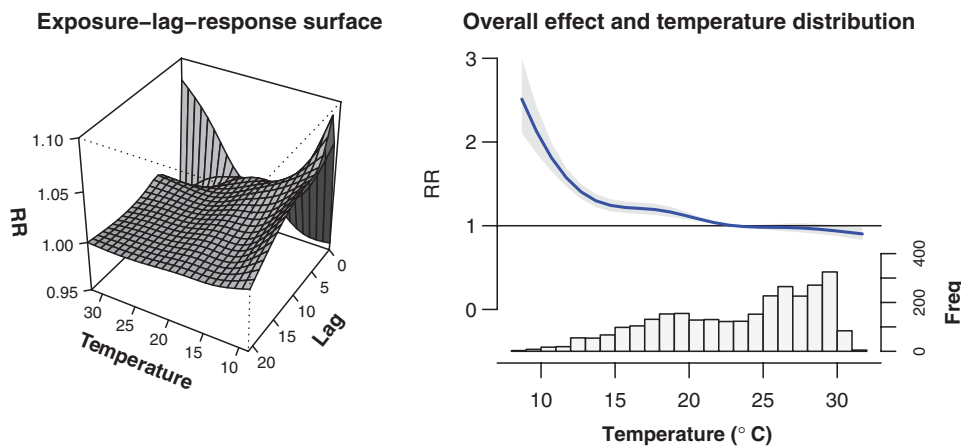 Exposure–lag–response surface
1.10
1.05
1.00
0.95
RR
30
25
20
15
10
Temperature
0
5
10
15
20
Lag
Overall effect and temperature distribution
3
2
1
0
RR
400
200
0
Freq
10 15 20 25 30
Temperature (° C)